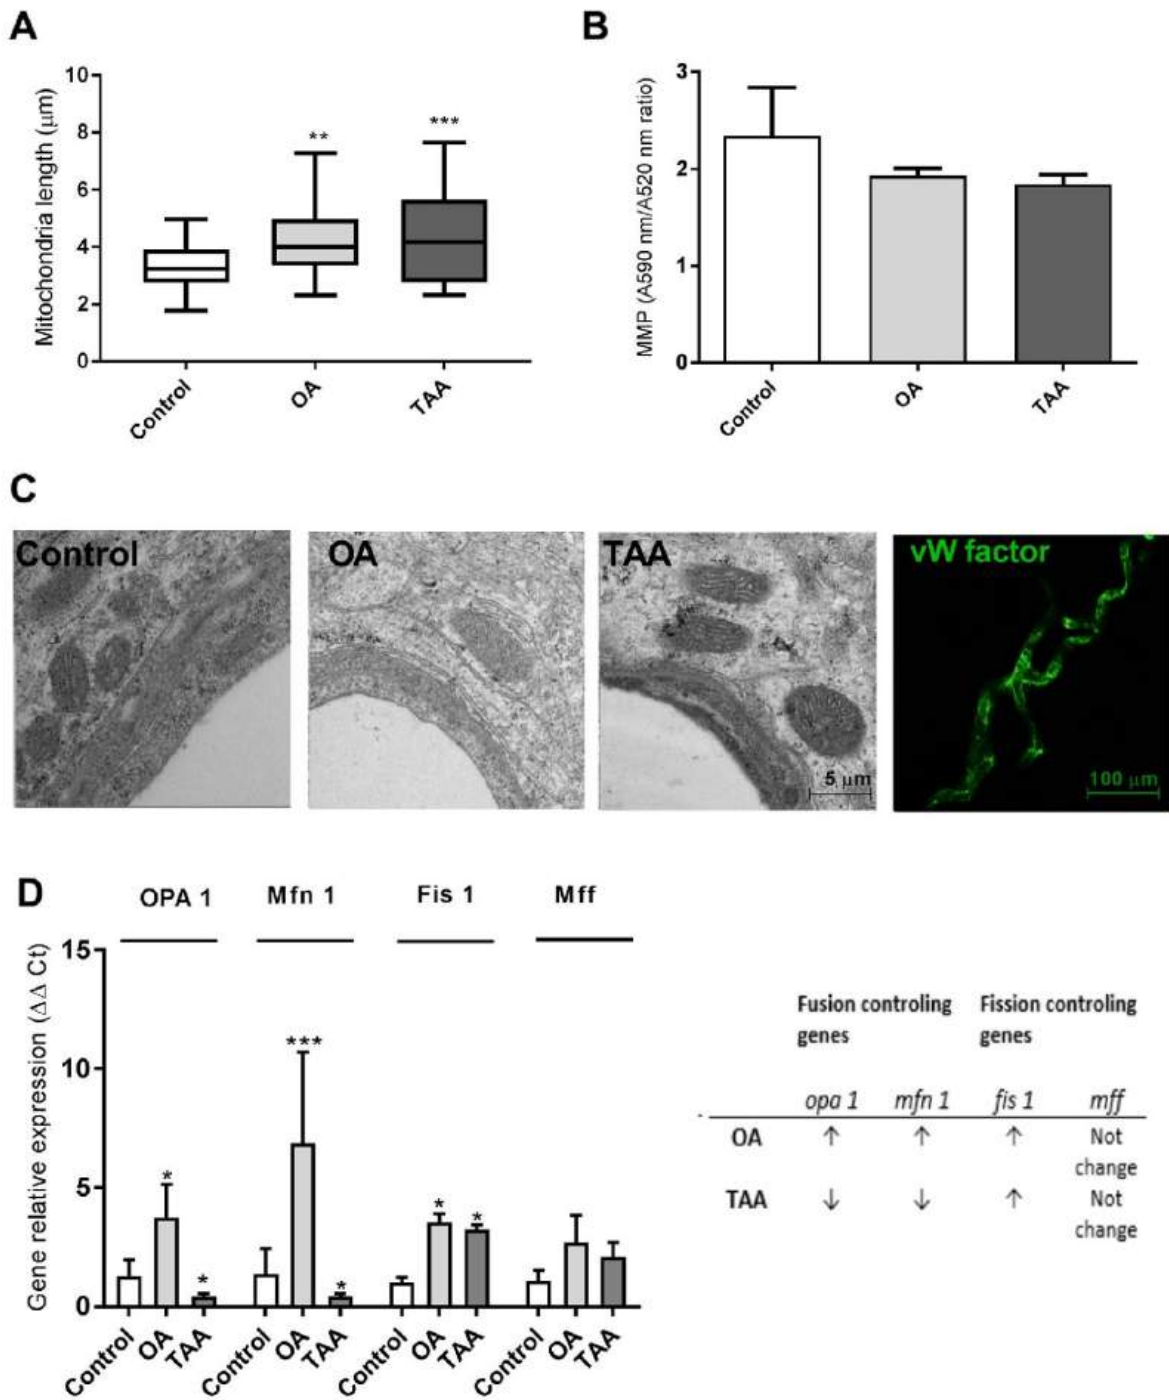 A
Mitochondria length (μm)
10
8
6
4
2
0
**
***
Control
OA
TAA
B
MMP (A590 nm/A520 nm ratio)
3
2
1
0
Control
OA
TAA
C
Control
OA
TAA
5 μm
vW factor
100 μm
D
OPA 1 Mfn 1 Fis 1 Mff
Gene relative expression (ΔΔ Ct)
15
10
5
0
*
*
***
*
*
*
Control OA TAA Control OA TAA Control OA TAA Control OA TAA
Fusion controling Fission controling
genes genes
opa 1 mfn 1 fis 1 mff
OA ↑ ↑ ↑ Not
change
TAA ↓ ↓ ↑ Not
change